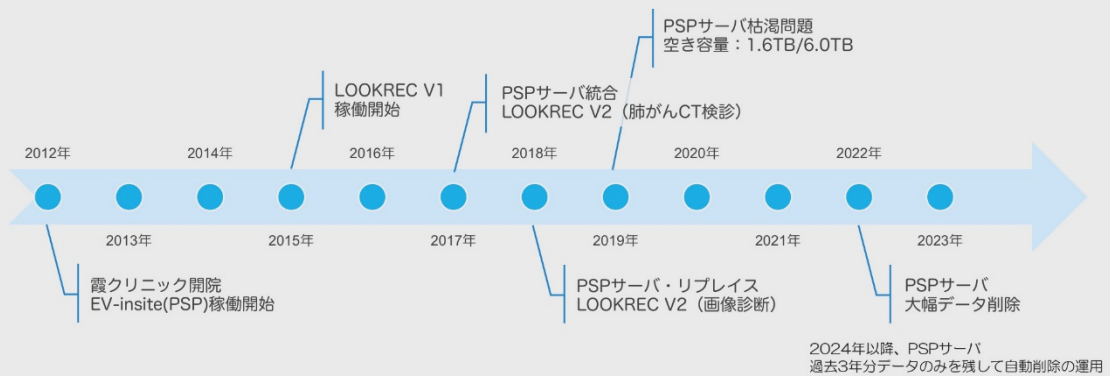 PSPサーバ枯渇問題
空き容量：1.6TB/6.0TB
LOOKREC V1
稼働開始
PSPサーバ統合
LOOKREC V2（肺がんCT検診）
2012年
2014年
2016年
2018年
2020年
2022年
2013年
2015年
2017年
2019年
2021年
2023年
霞クリニック開院
EV-insite(PSP)稼働開始
PSPサーバ・リプレイス
LOOKREC V2（画像診断）
PSPサーバ
大幅データ削除
2024年以降、PSPサーバ
過去3年分データのみを残して自動削除の運用